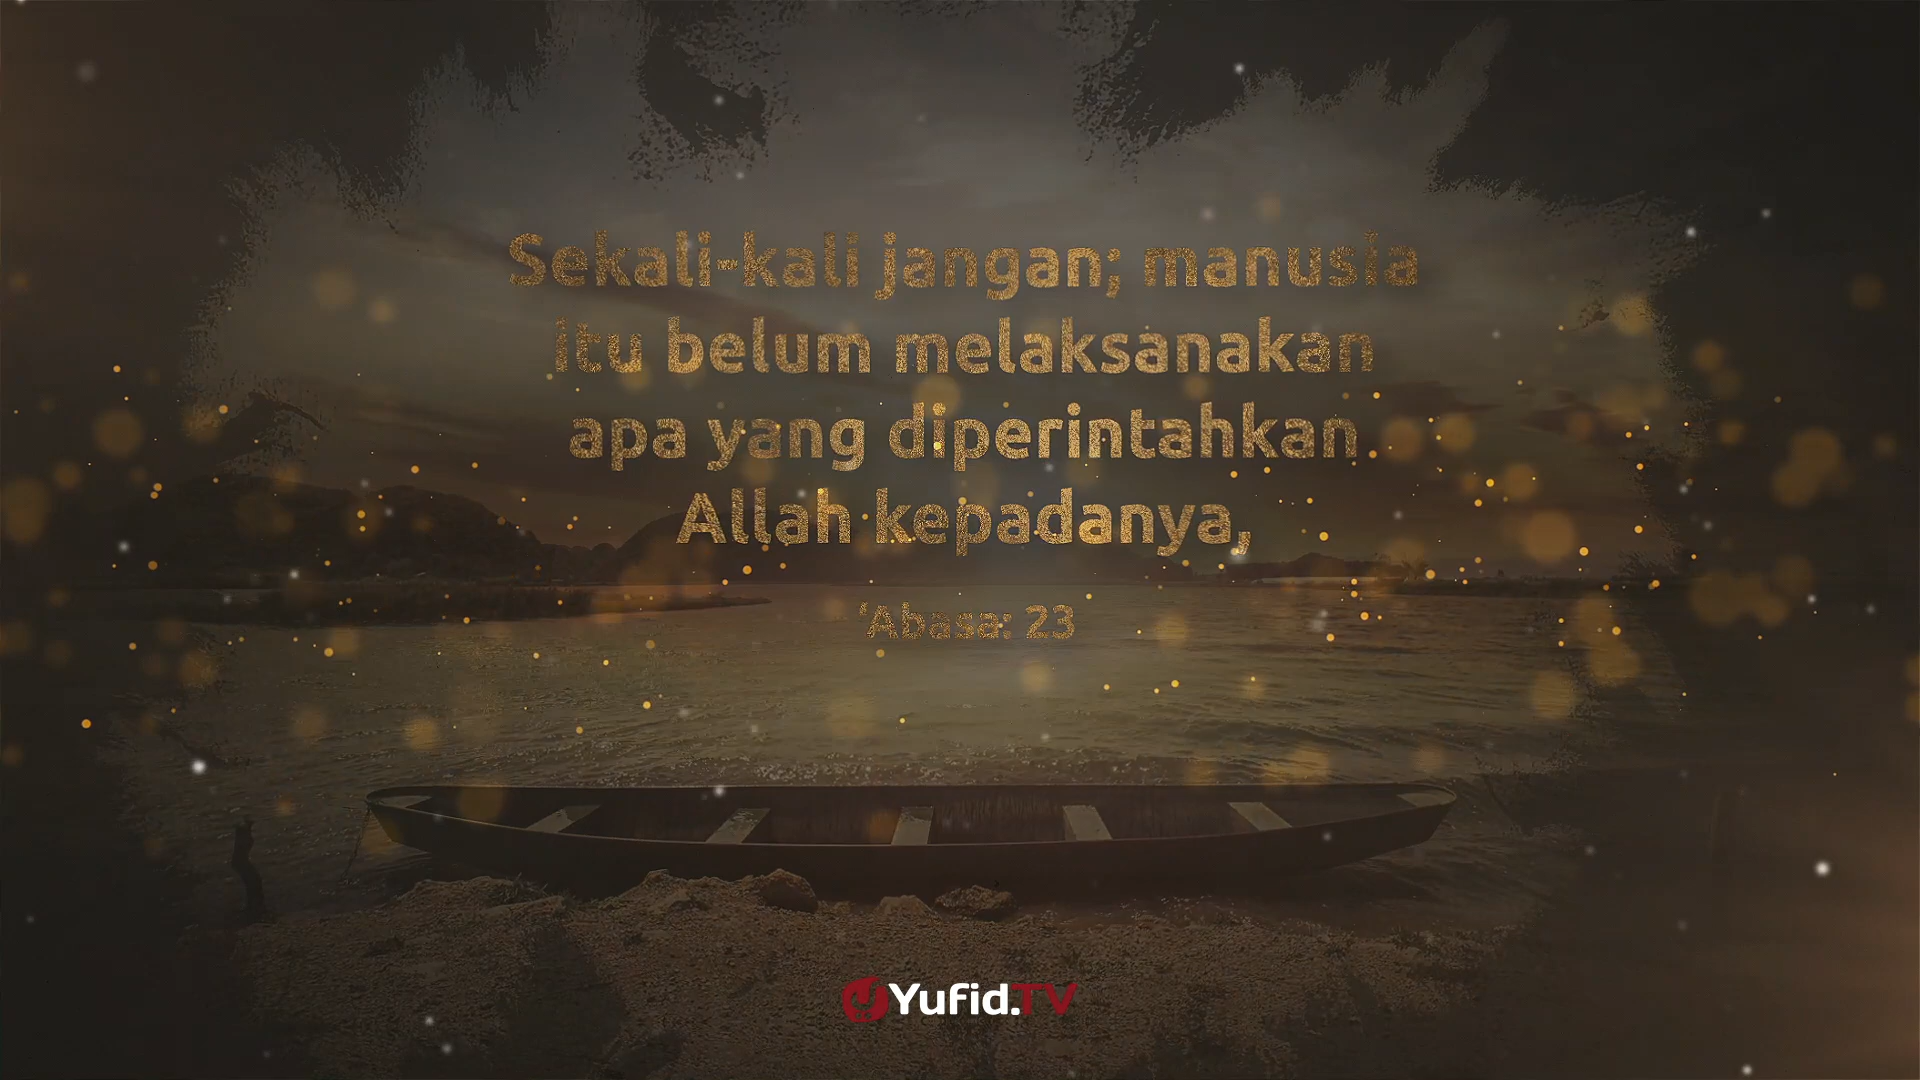 Sekali-kali jangan; manusia
itu belum melaksanakan
apa yang diperintahkan
Allah kepadanya,
‘Abasa: 23
Yufid.TV